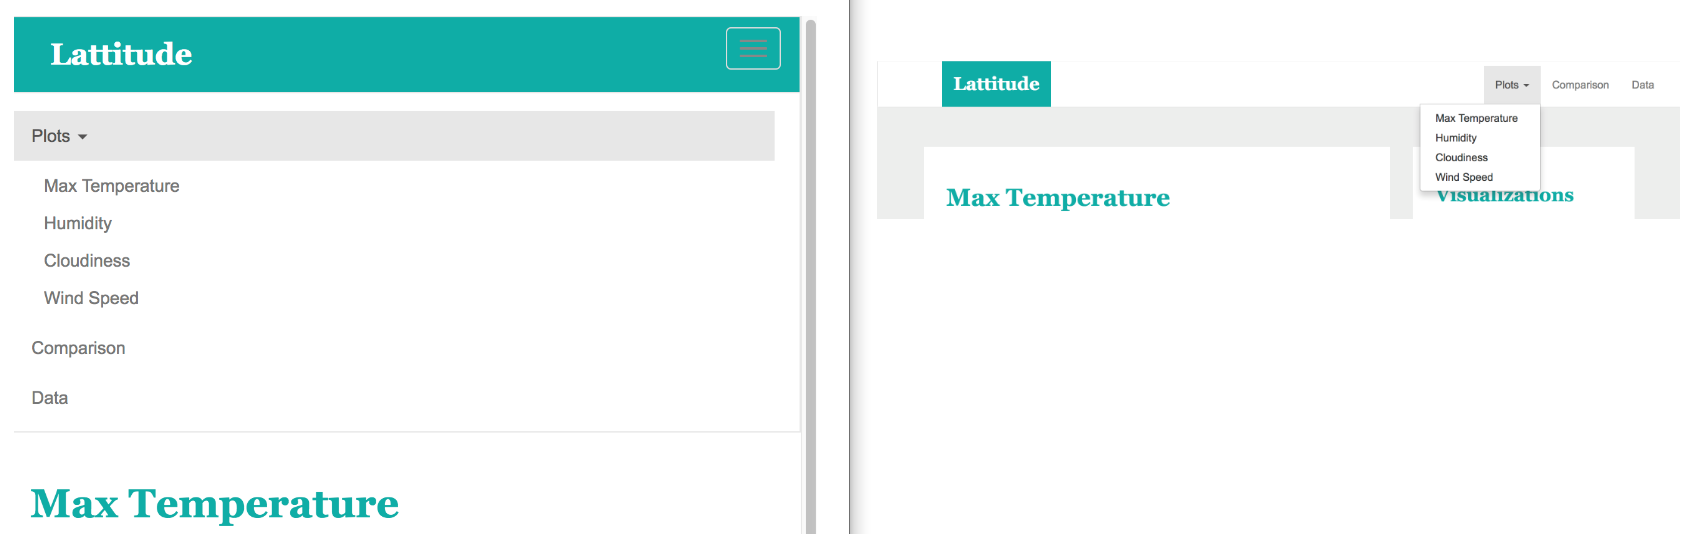 Lattitude
Plots
Max Temperature
Humidity
Cloudiness
Wind Speed
Comparison
Data
Max Temperature
Lattitude
Plots Comparison Data
Max Temperature
Humidity
Cloudiness
Wind Speed
Max Temperature
Visualizations